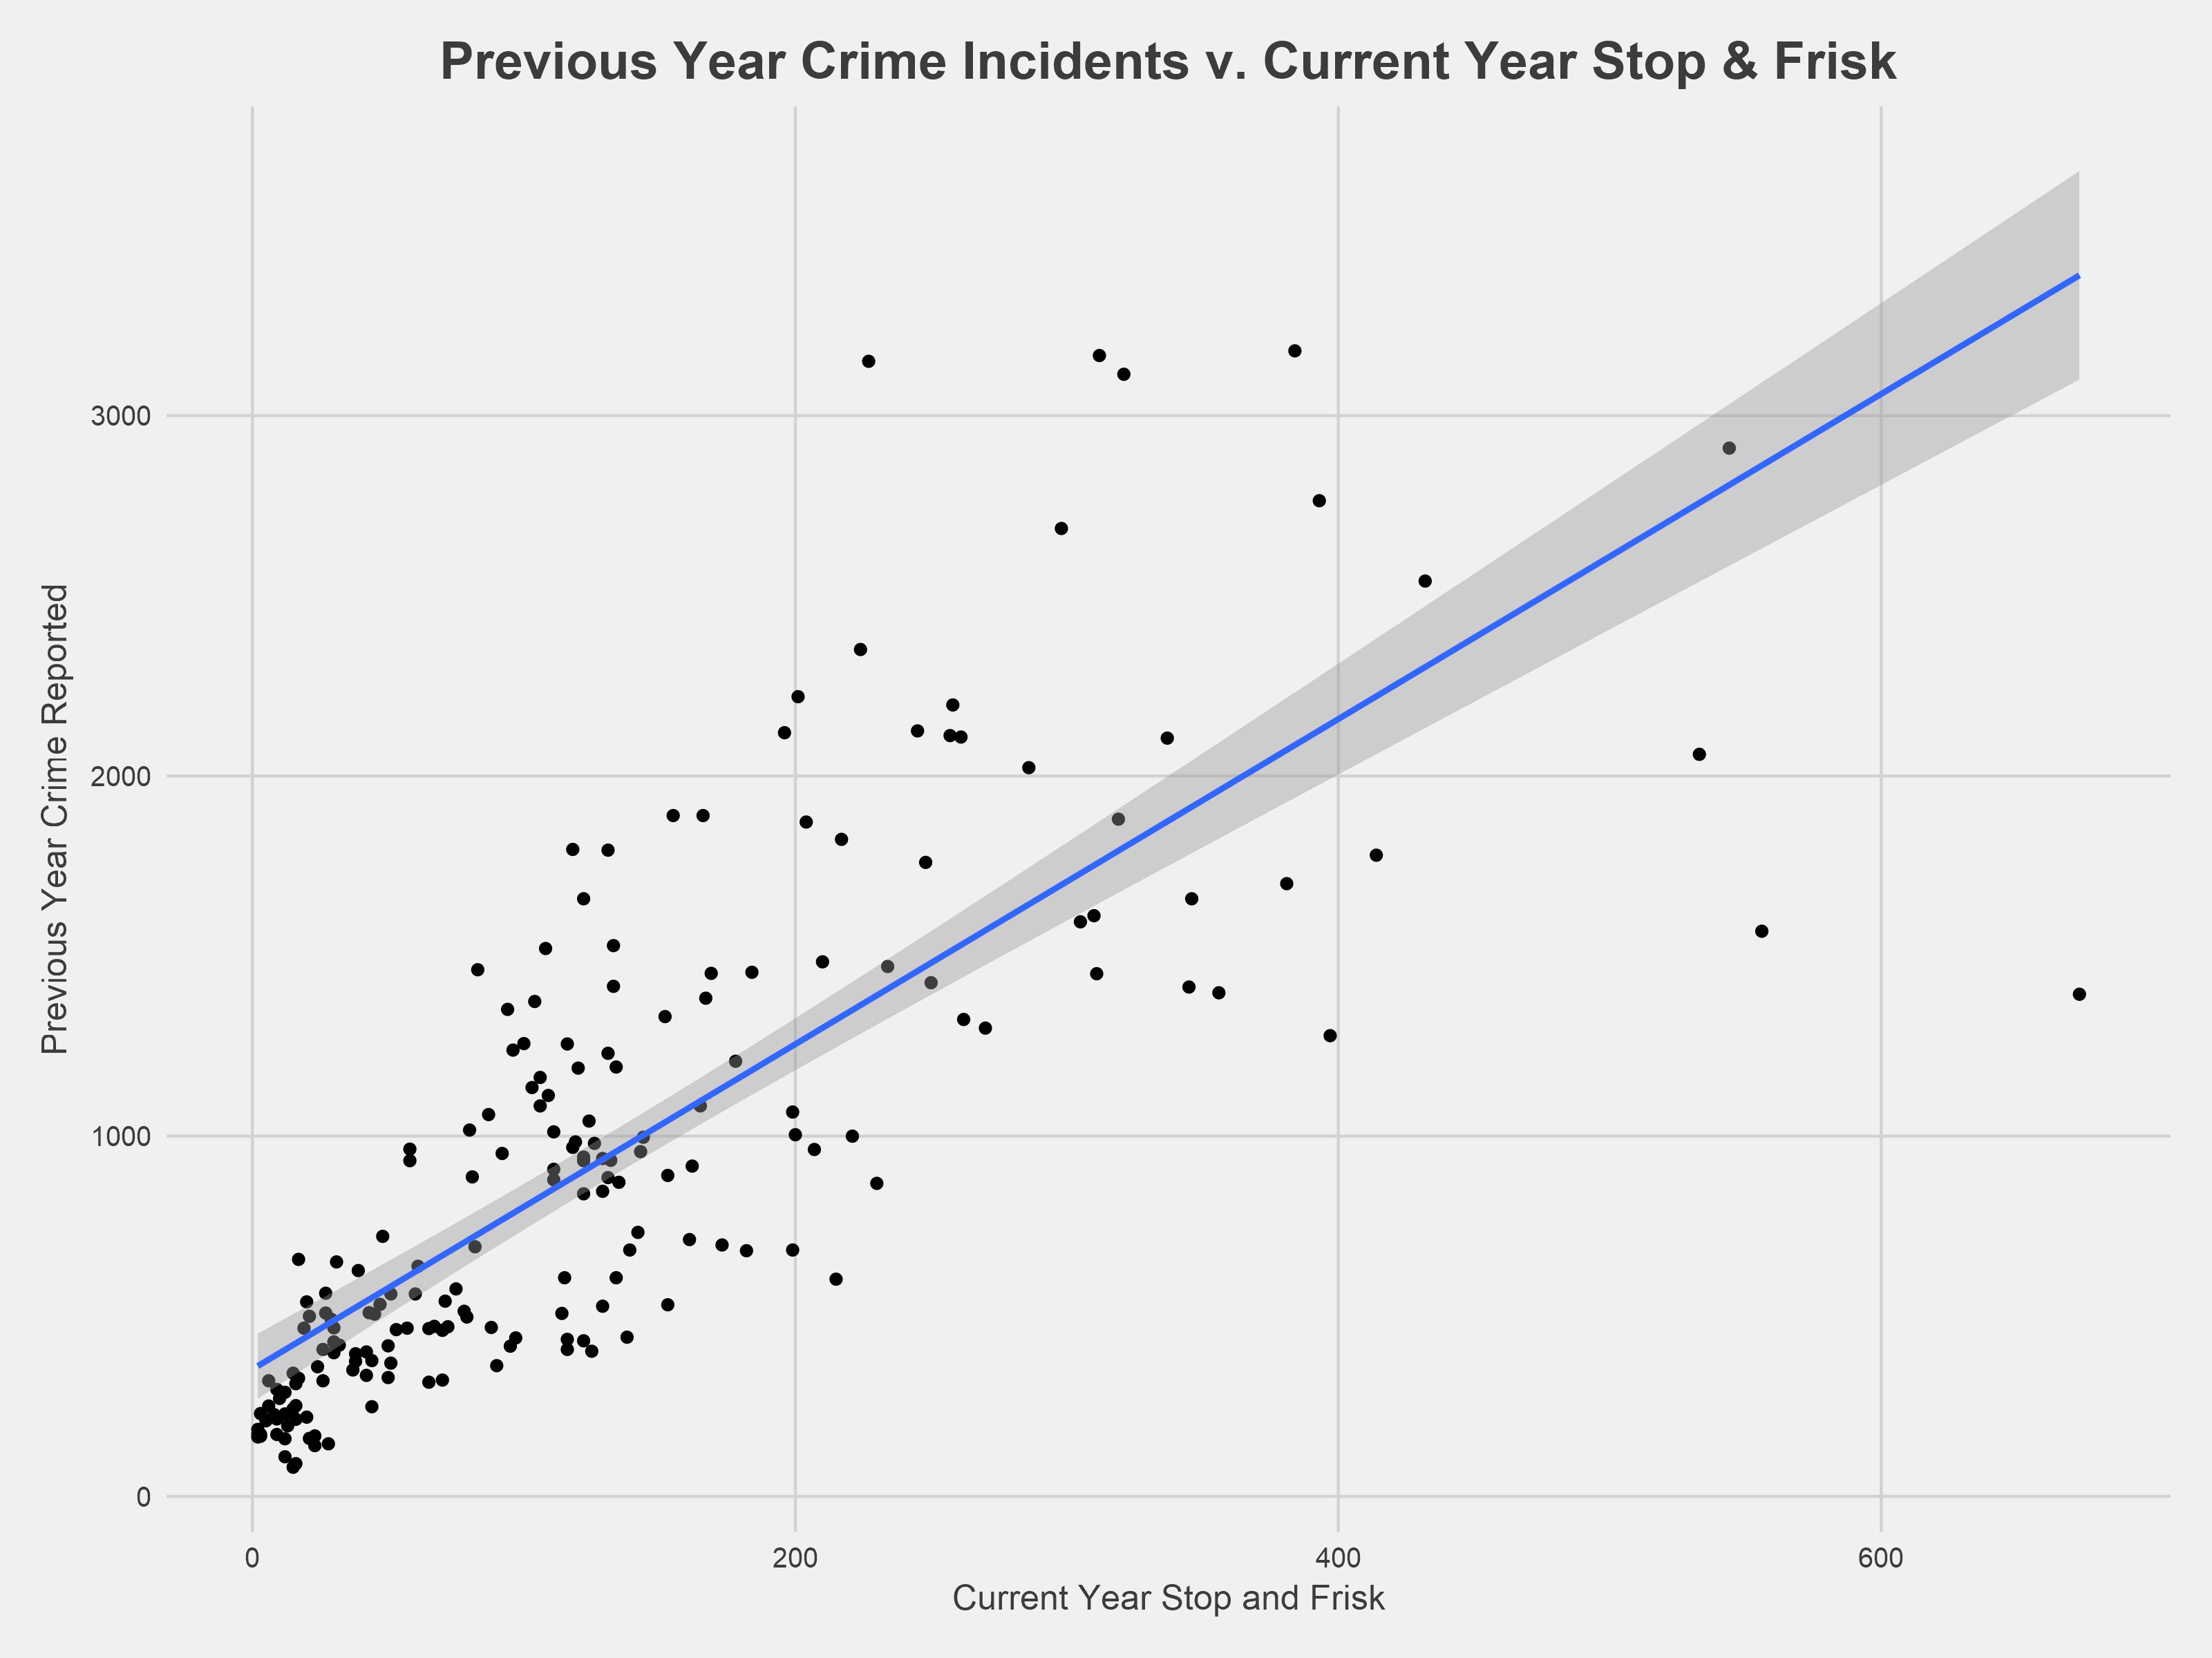 Previous Year Crime Incidents v. Current Year Stop & Frisk
Previous Year Crime Reported
3000
2000
1000
0
0 200 400 600
Current Year Stop and Frisk